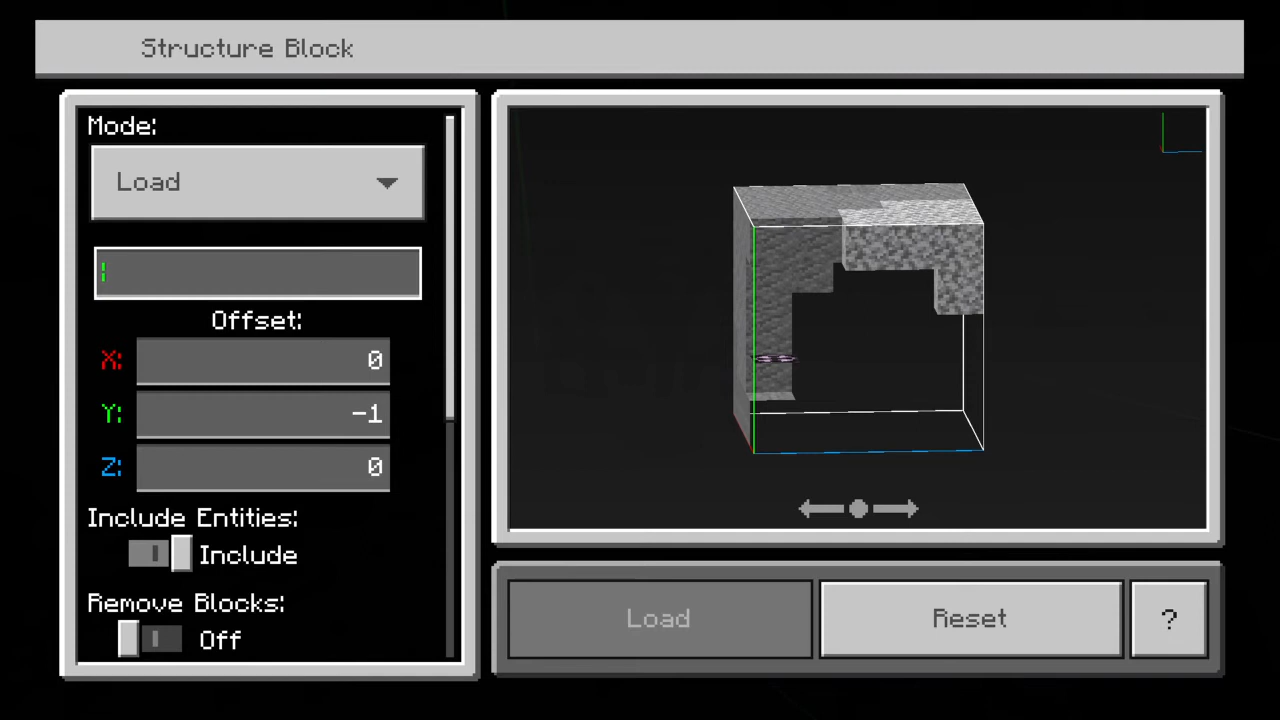 Structure Block
Mode:
Load
Offset:
X: 0
Y: -1
Z: 0
Include Entities:
Include
Remove Blocks:
Off
Load
Reset
?